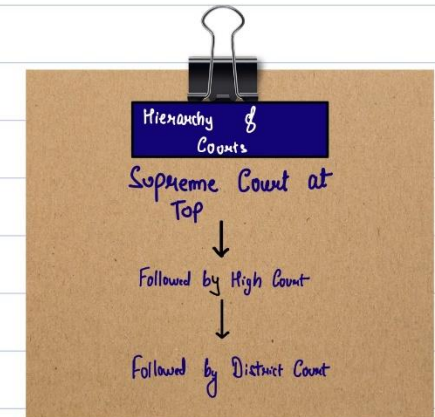 Hierarchy of
Courts
Supreme Court at
Top
Followed by High Court
Followed by District Court